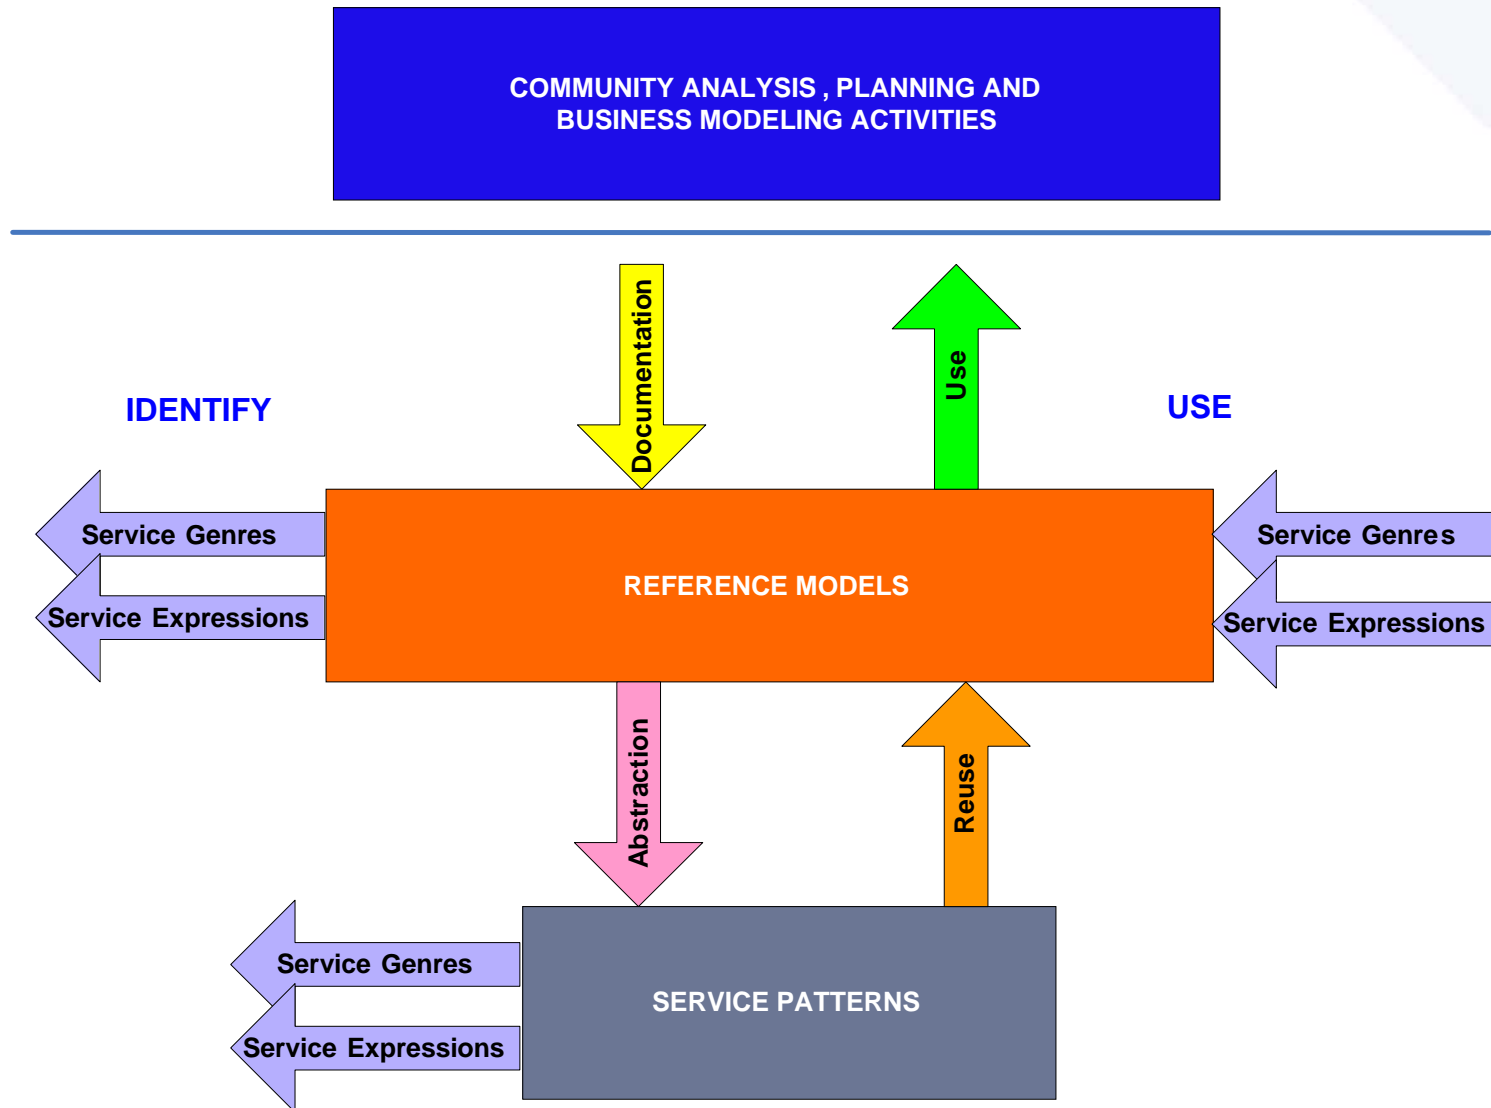 COMMUNITY ANALYSIS , PLANNING AND
BUSINESS MODELING ACTIVITIES
Documentation
Use
IDENTIFY
USE
Service Genres
Service Expressions
REFERENCE MODELS
Service Genres
Service Expressions
Abstraction
Reuse
Service Genres
Service Expressions
SERVICE PATTERNS